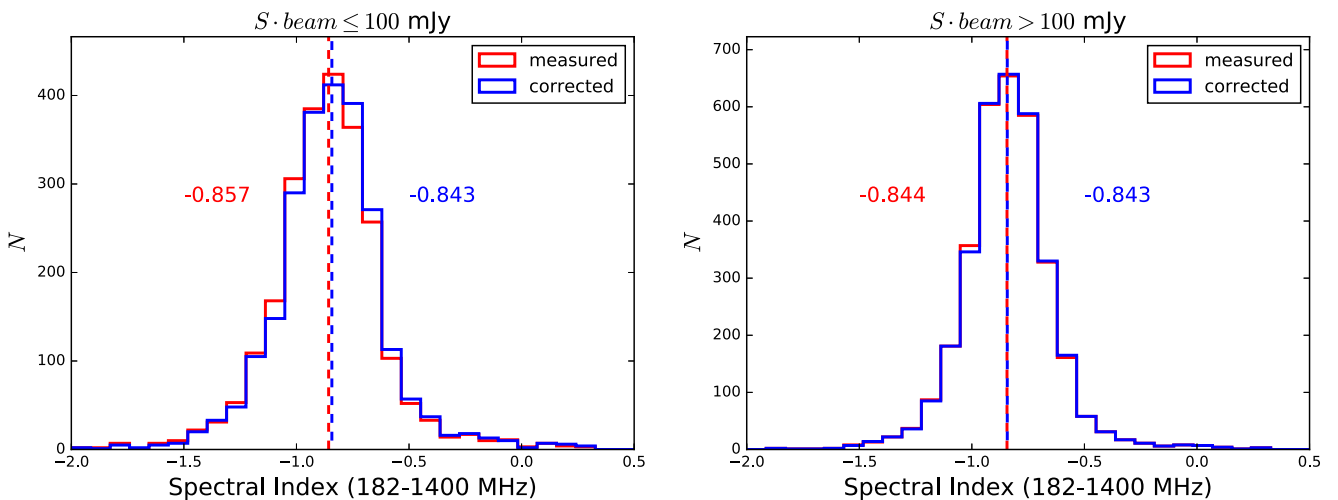 S · beam ≤ 100 mJy
measured
corrected
-0.857
-0.843
N
400
300
200
100
0
−2.0 −1.5 −1.0 −0.5 0.0 0.5
Spectral Index (182-1400 MHz)
S · beam > 100 mJy
measured
corrected
-0.844
-0.843
N
700
600
500
400
300
200
100
0
−2.0 −1.5 −1.0 −0.5 0.0 0.5
Spectral Index (182-1400 MHz)